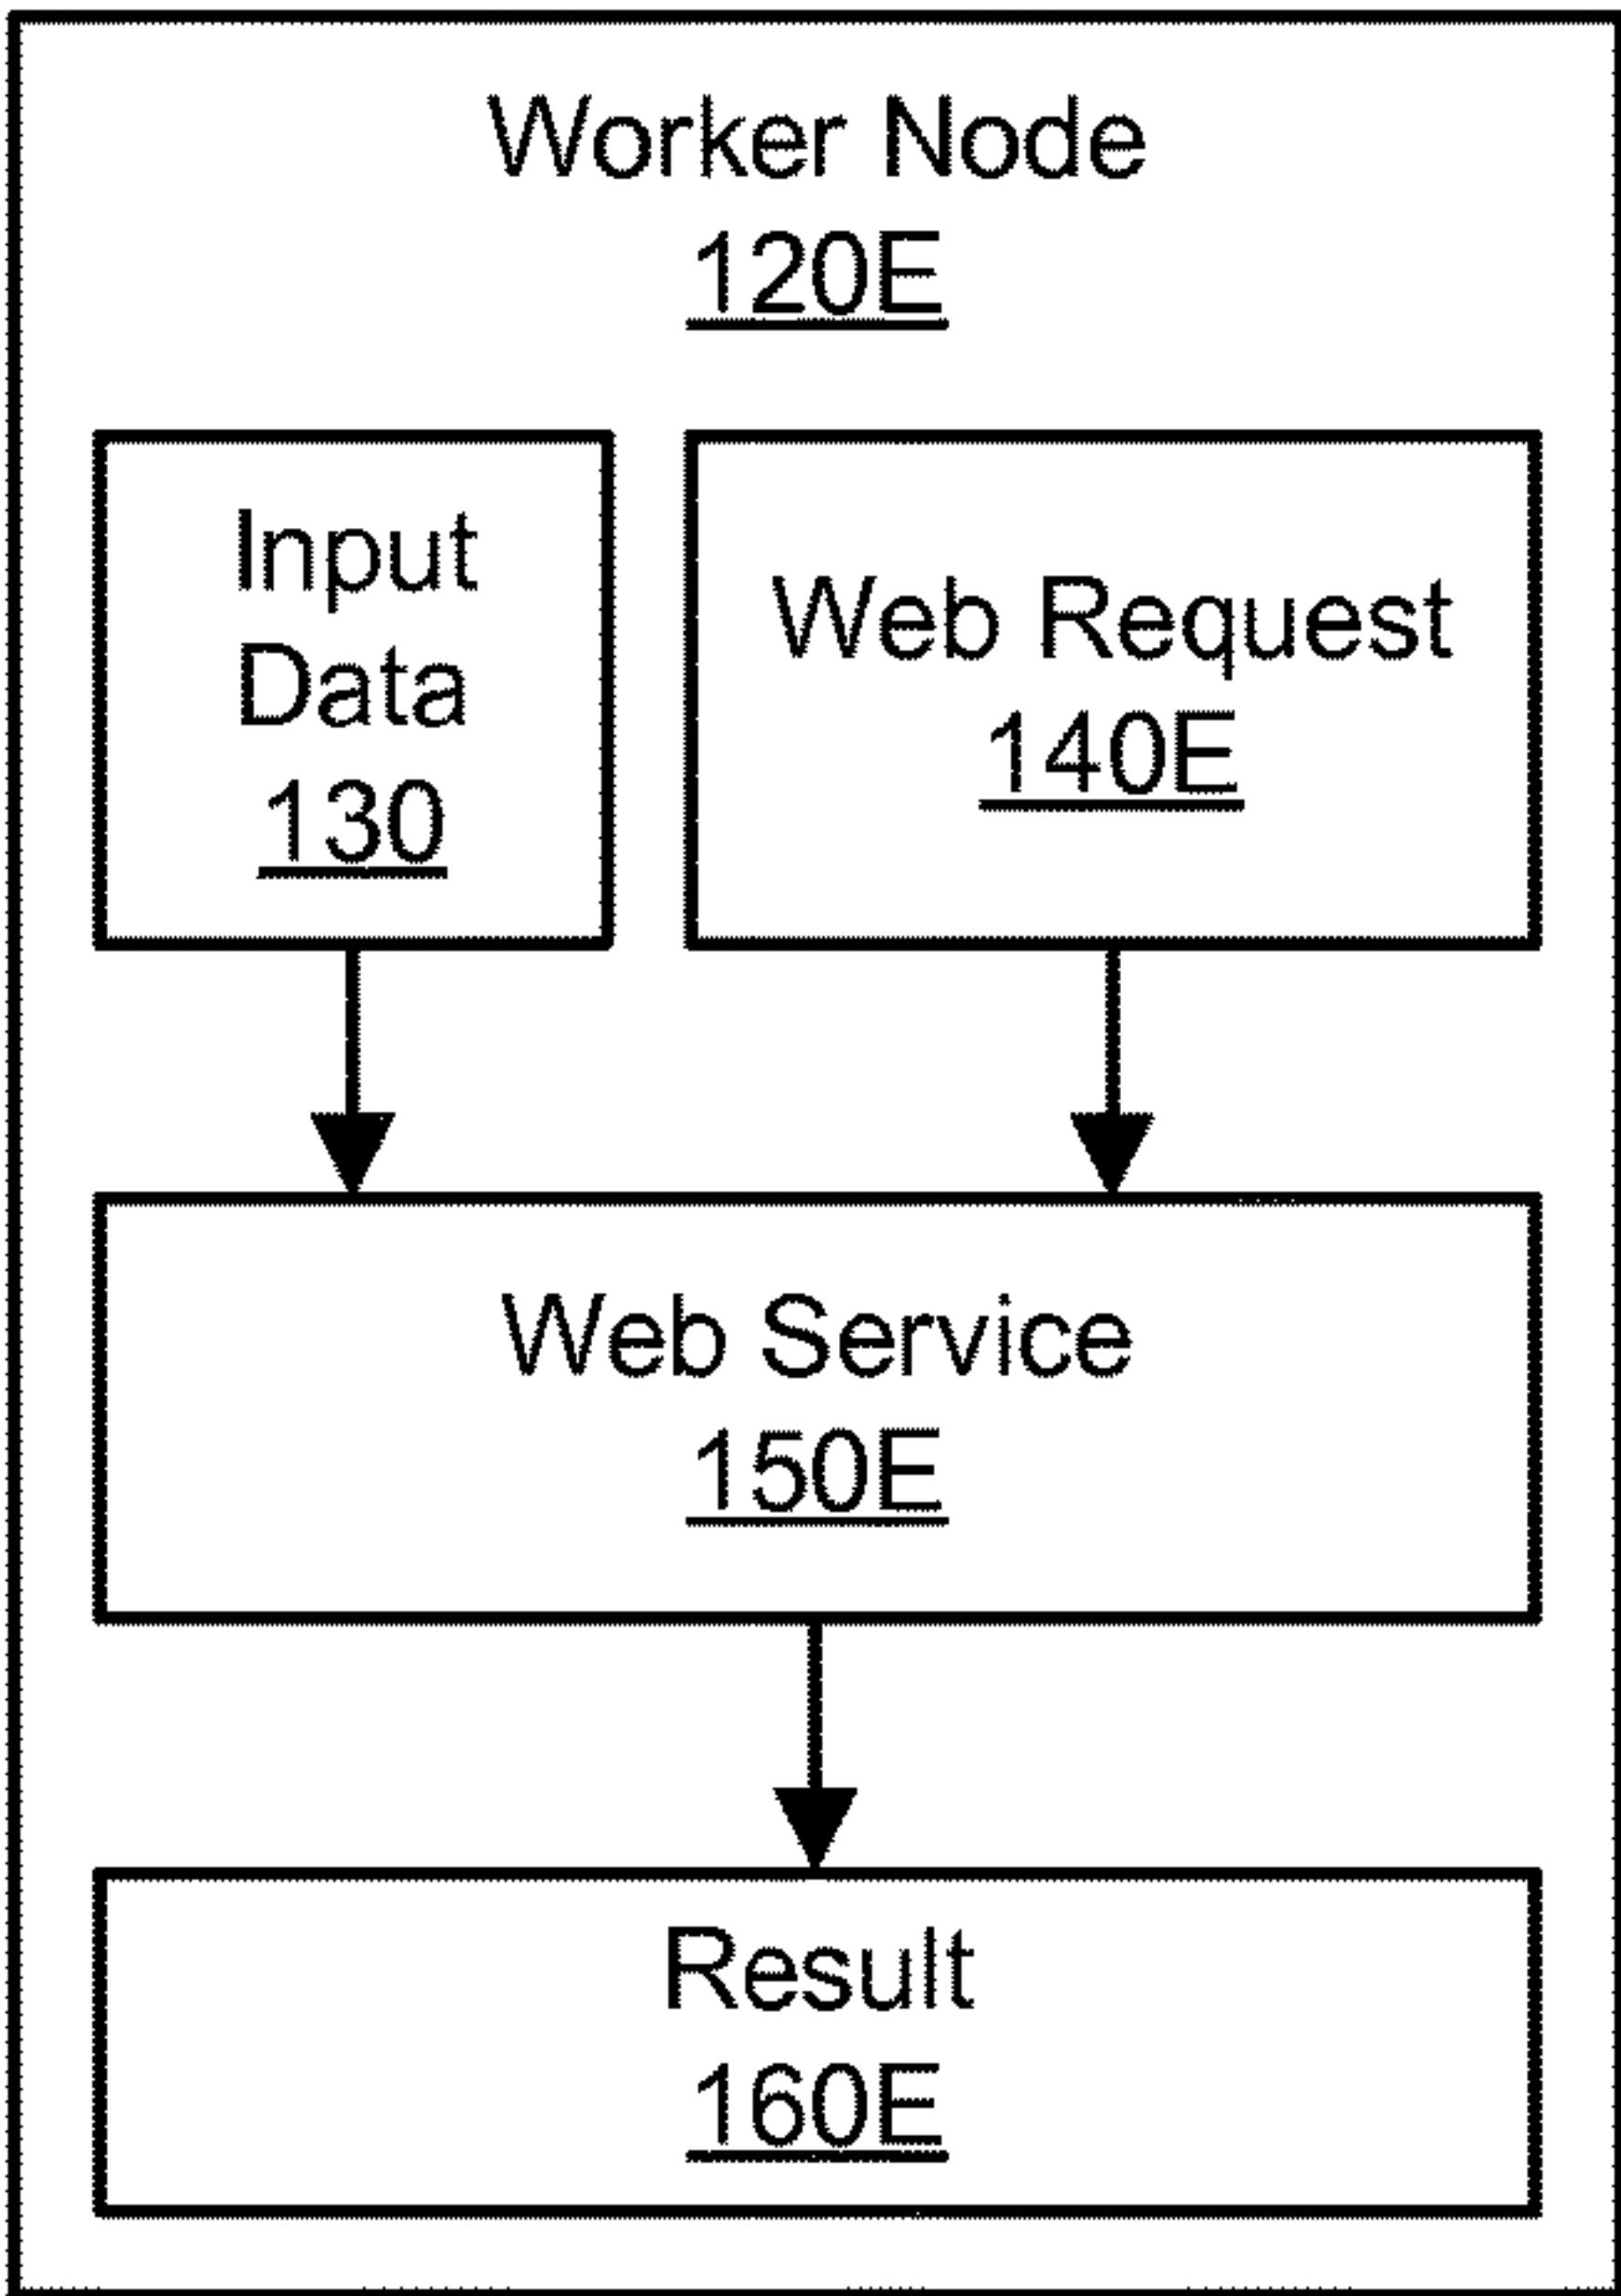 Worker Node
120E
Input
Data
130
Web Request
140E
Web Service
150E
Result
160E